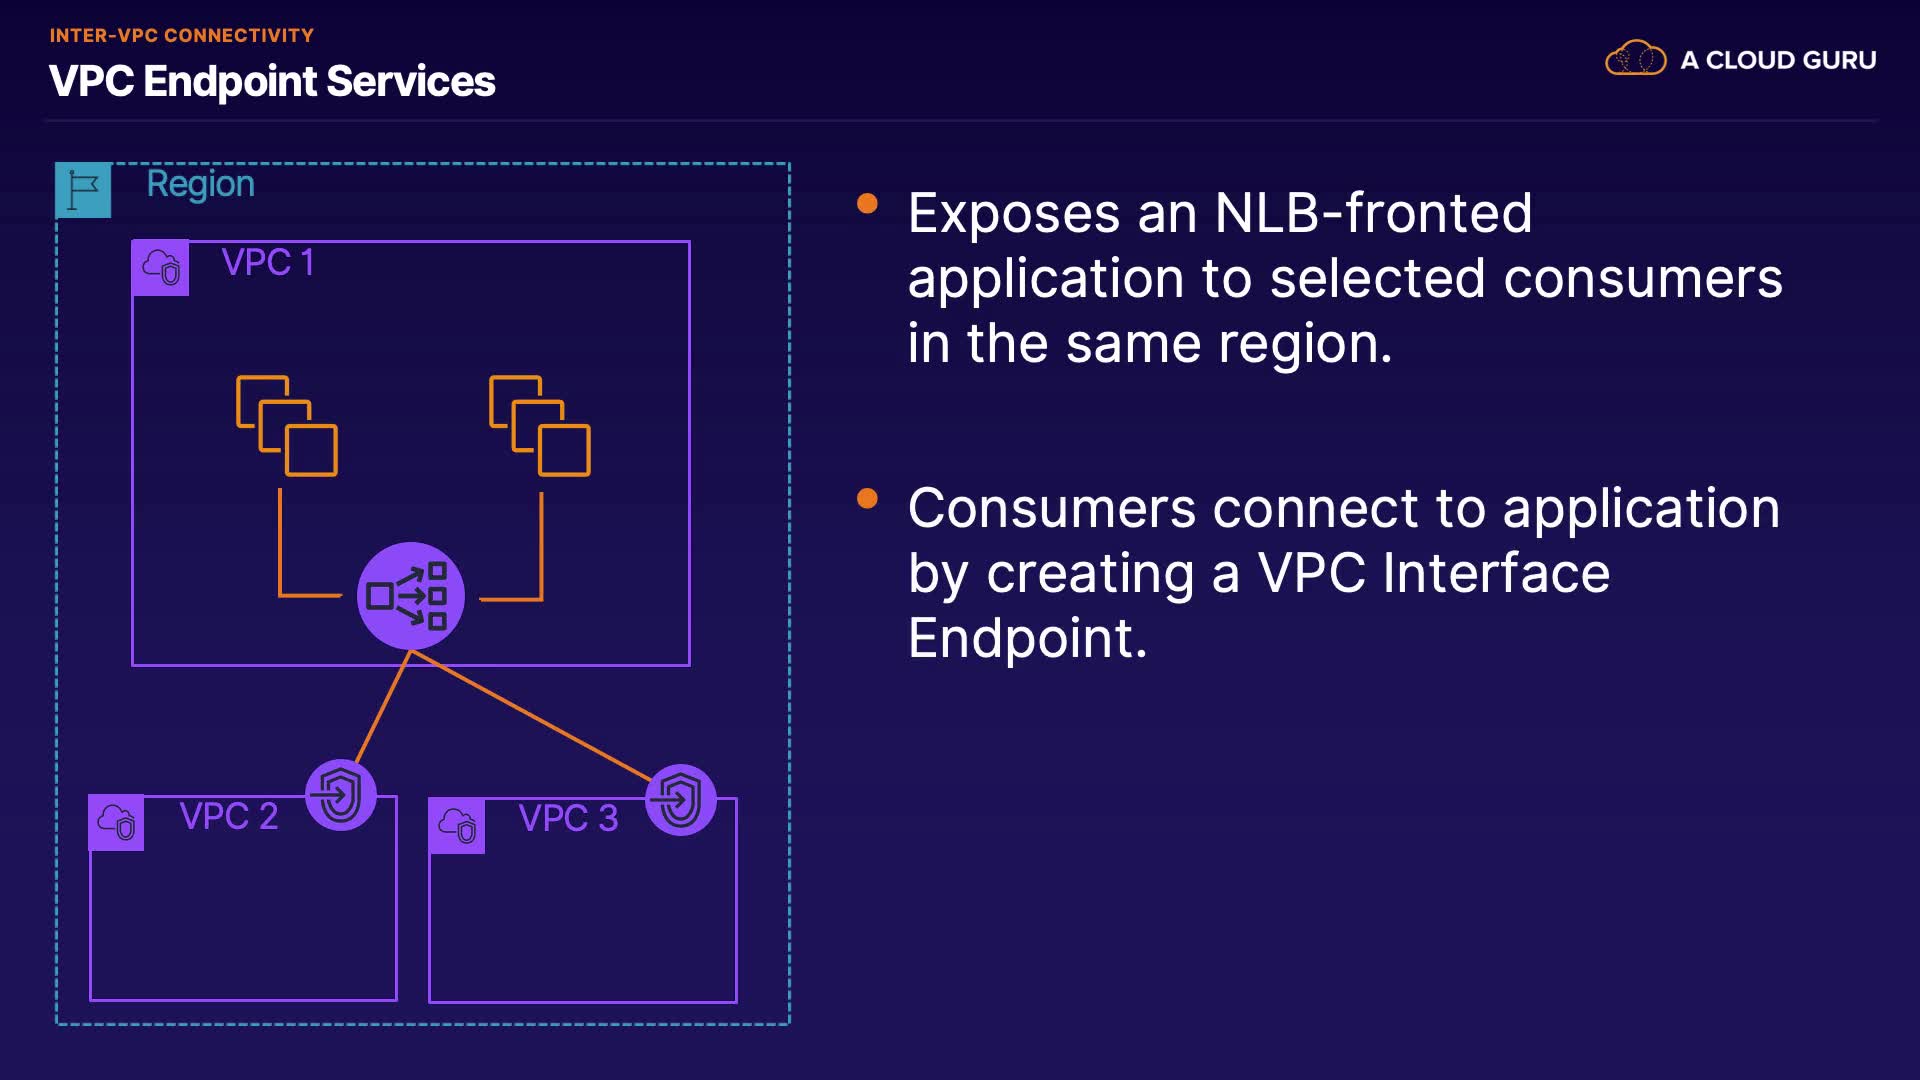 INTER-VPC CONNECTIVITY
VPC Endpoint Services
A CLOUD GURU
Region
VPC 1
VPC 2
VPC 3
Exposes an NLB-fronted
application to selected consumers
in the same region.
Consumers connect to application
by creating a VPC Interface
Endpoint.